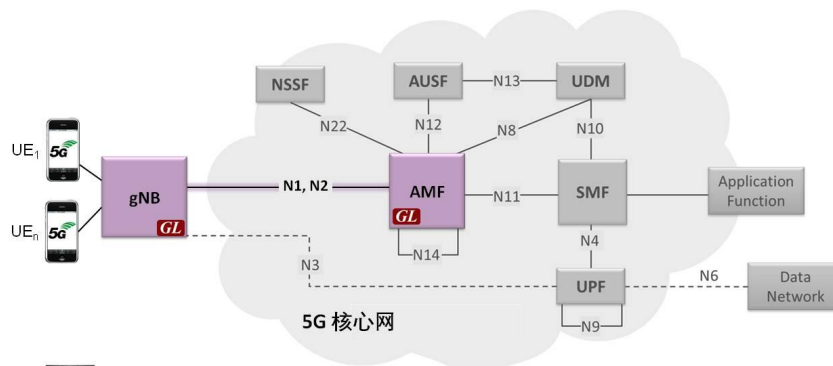 NSSF
AUSF
N13
UDM
N22
N12
N8
N10
UE1
5G
gNB
GL
N1, N2
AMF
GL
N11
SMF
Application
Function
UEn
5G
N14
N4
N3
UPF
N6
Data
Network
5G 核心网
N9